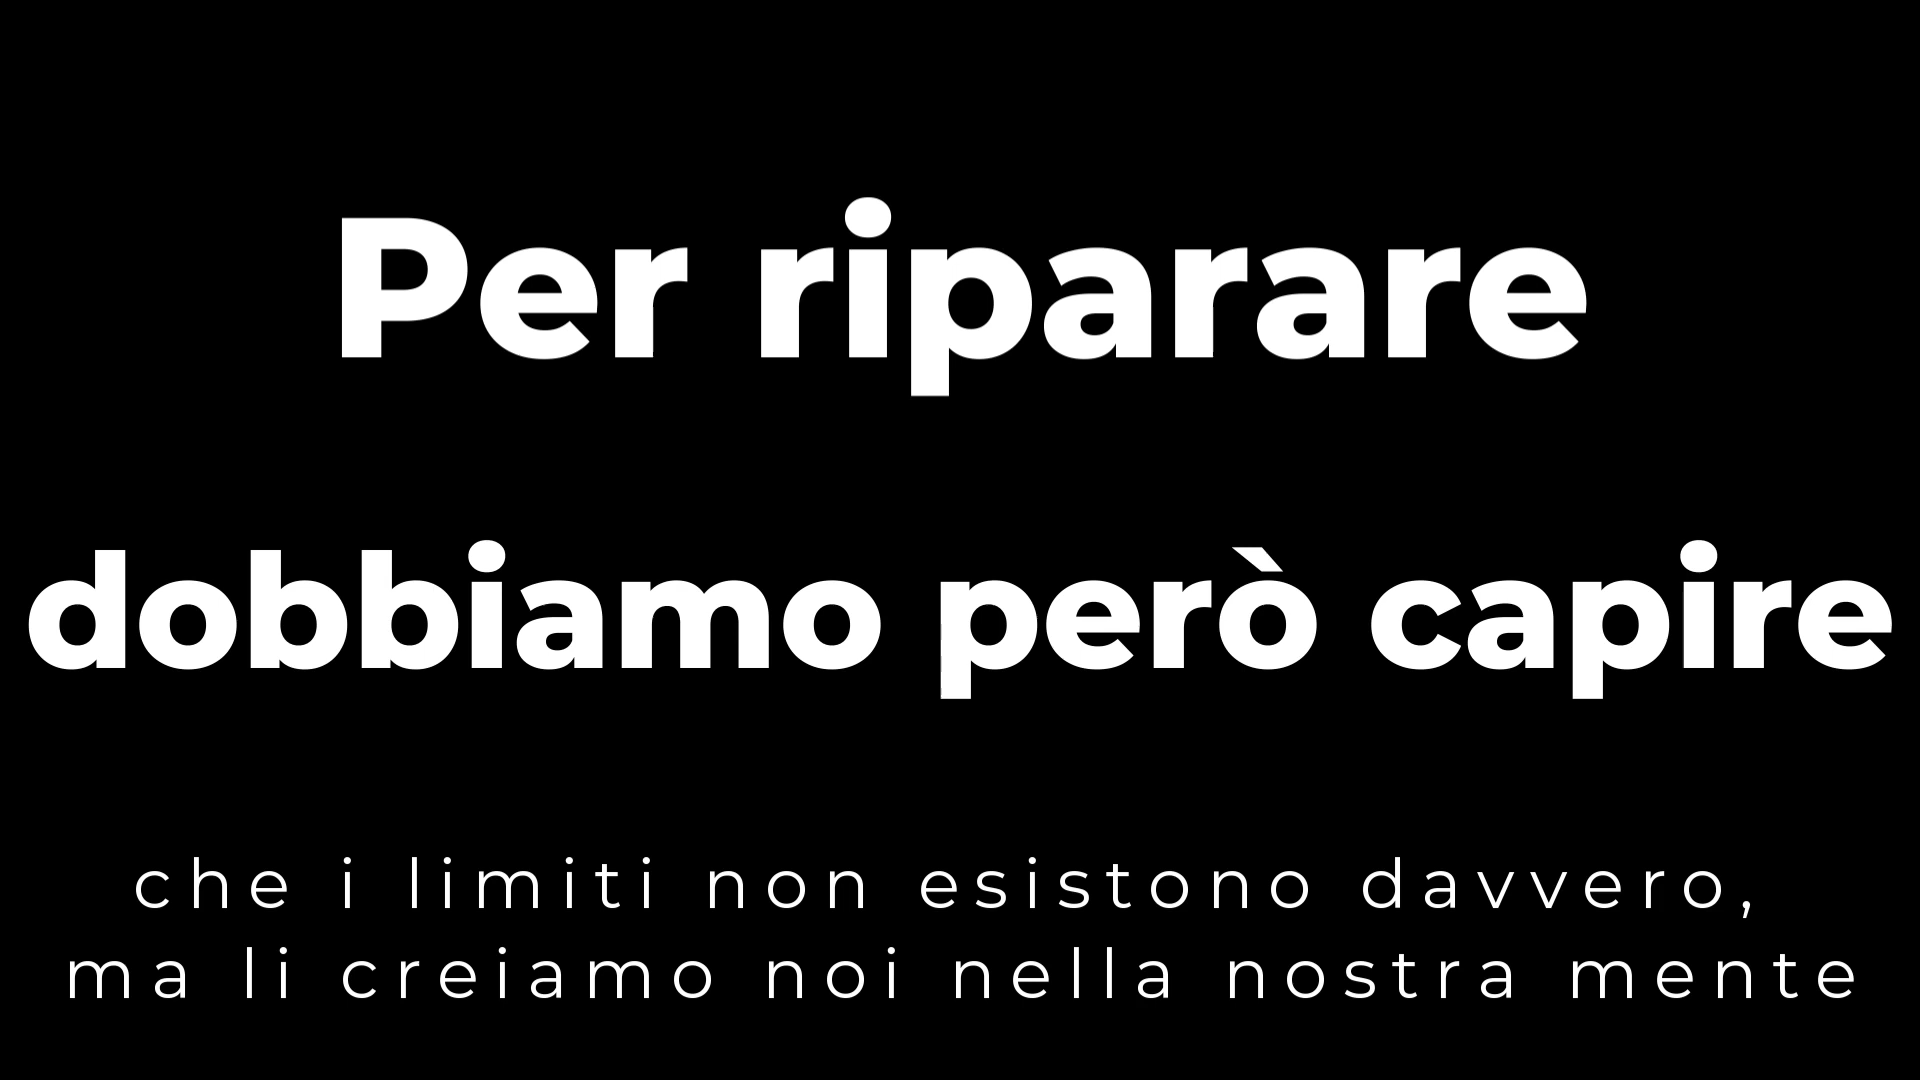 Per riparare
dobbiamo però capire
che i limiti non esistono davvero,
ma li creiamo noi nella nostra mente